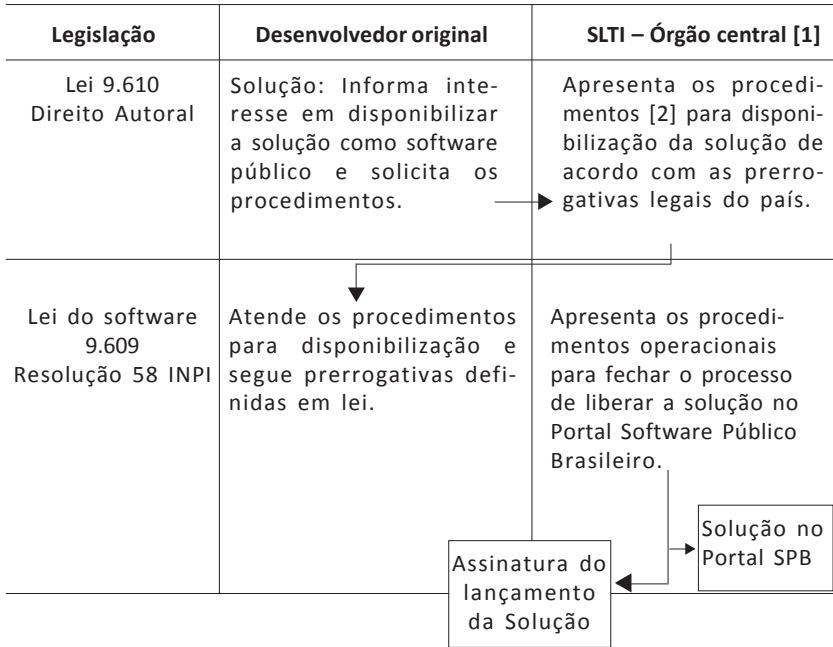 Legislação
Desenvolvedor original
SLTI – Órgão central [1]
Lei 9.610
Direito Autoral
Solução: Informa inte-
resse em disponibilizar
a solução como software
público e solicita os
procedimentos.
Apresenta os procedi-
mentos [2] para disponi-
bilização da solução de
acordo com as prerro-
gativas legais do país.
Lei do software
9.609
Resolução 58 INPI
Atende os procedimentos
para disponibilização e
segue prerrogativas defi-
nidas em lei.
Apresenta os procedi-
mentos operacionais
para fechar o processo
de liberar a solução no
Portal Software Público
Brasileiro.
Solução no
Portal SPB
Assinatura do
lançamento
da Solução